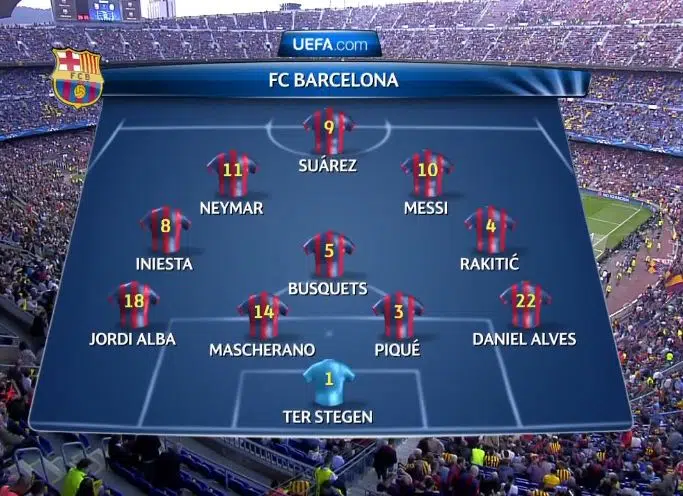 UEFA.com
FCB
FC BARCELONA
9
SUÁREZ
11
NEYMAR
10
MESSI
8
INIESTA
4
RAKITIĆ
5
BUSQUETS
18
JORDI ALBA
14
MASCHERANO
3
PIQUÉ
22
DANIEL ALVES
1
TER STEGEN